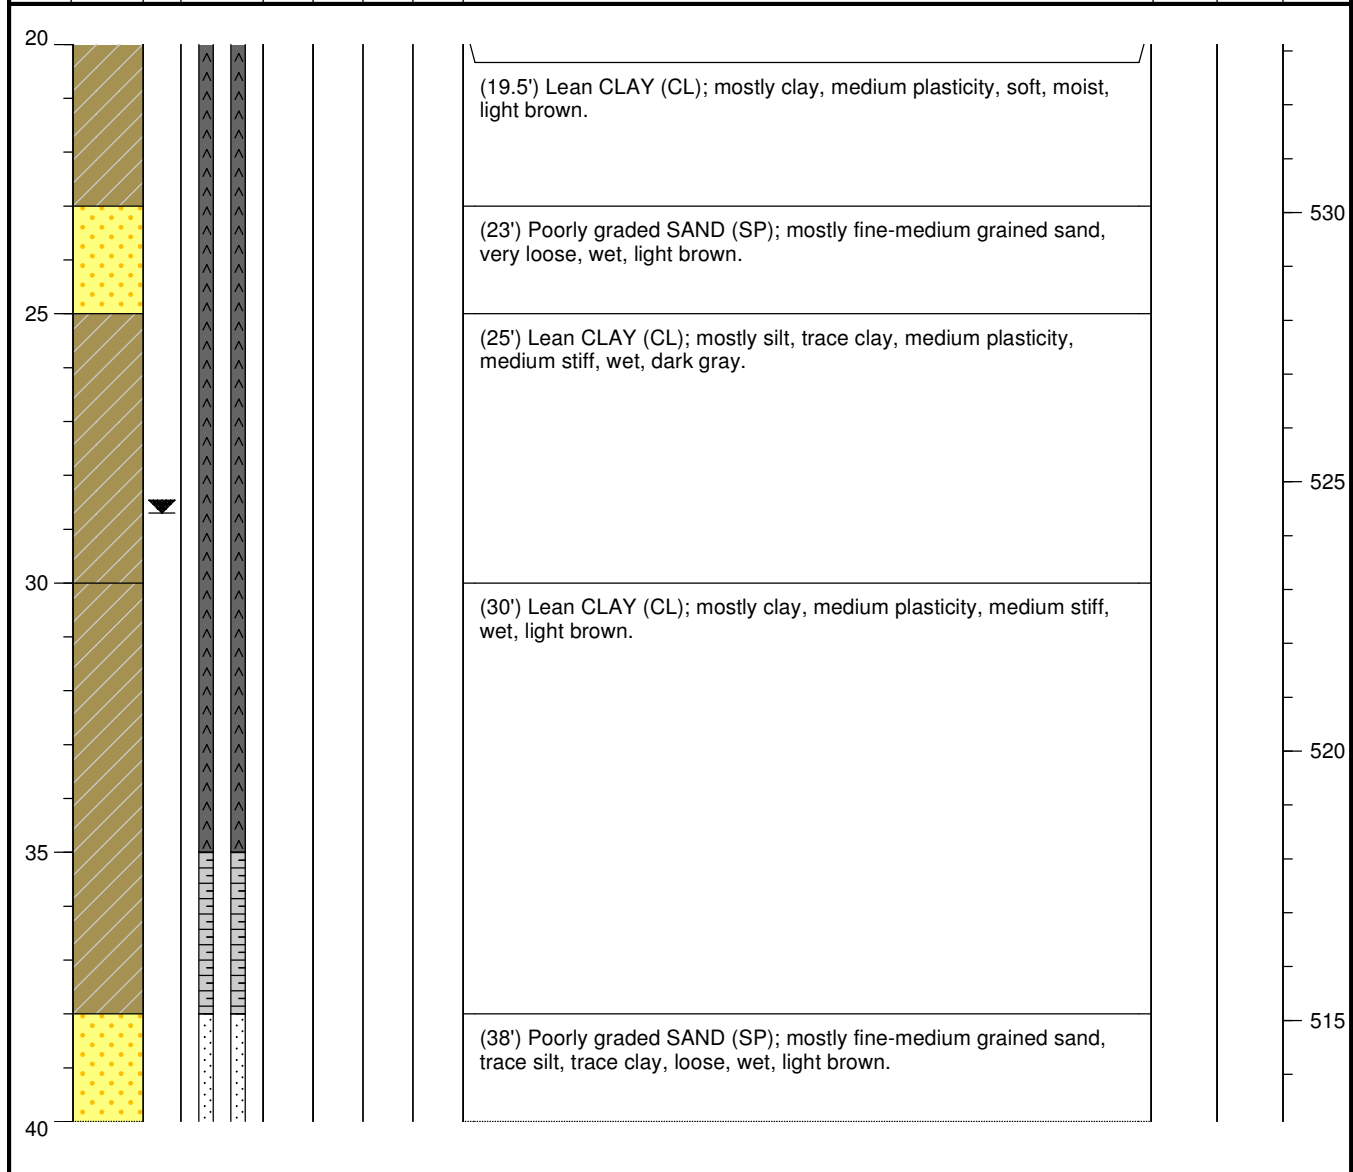 20
(19.5') Lean CLAY (CL); mostly clay, medium plasticity, soft, moist,
light brown.
530
(23') Poorly graded SAND (SP); mostly fine-medium grained sand,
very loose, wet, light brown.
25
(25') Lean CLAY (CL); mostly silt, trace clay, medium plasticity,
medium stiff, wet, dark gray.
525
30
(30') Lean CLAY (CL); mostly clay, medium plasticity, medium stiff,
wet, light brown.
520
35
515
(38') Poorly graded SAND (SP); mostly fine-medium grained sand,
trace silt, trace clay, loose, wet, light brown.
40